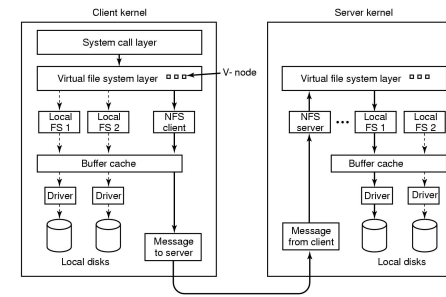 Client kernel
System call layer
Virtual file system layer
V- node
Local
FS 1
Local
FS 2
NFS
client
Buffer cache
Driver
Driver
Message
to server
Local disks
Server kernel
Virtual file system layer
NFS
server
Local
FS 1
Local
FS 2
Buffer cache
Driver
Driver
Message
from client
Local disks